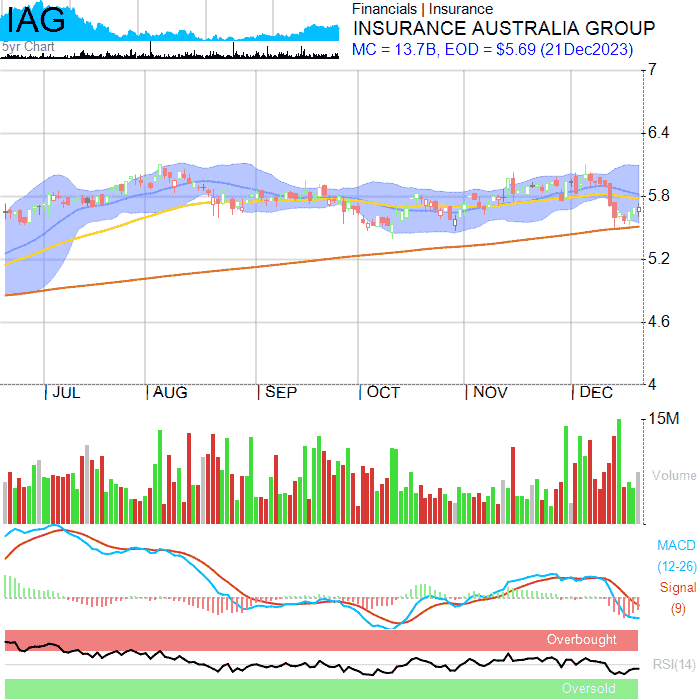 IAG
5yr Chart
Financials | Insurance
INSURANCE AUSTRALIA GROUP
MC = 13.7B, EOD = $5.69 (21Dec2023)
7
6.4
5.8
5.2
4.6
4
JUL
AUG
SEP
OCT
NOV
DEC
15M
Volume
MACD
(12-26)
Signal
(9)
Overbought
RSI(14)
Oversold